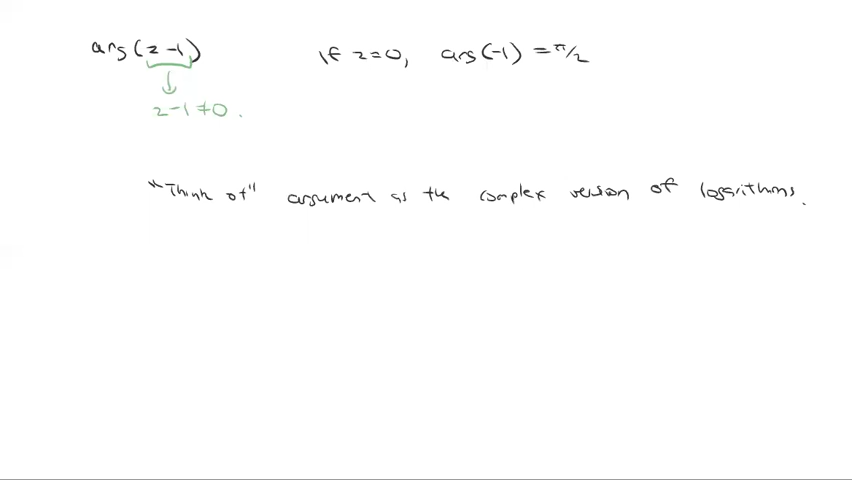 arg(z-1) If z=0, arg(-1) = π/2
z-1≠0.
"Think of" argument as the complex version of logarithms.